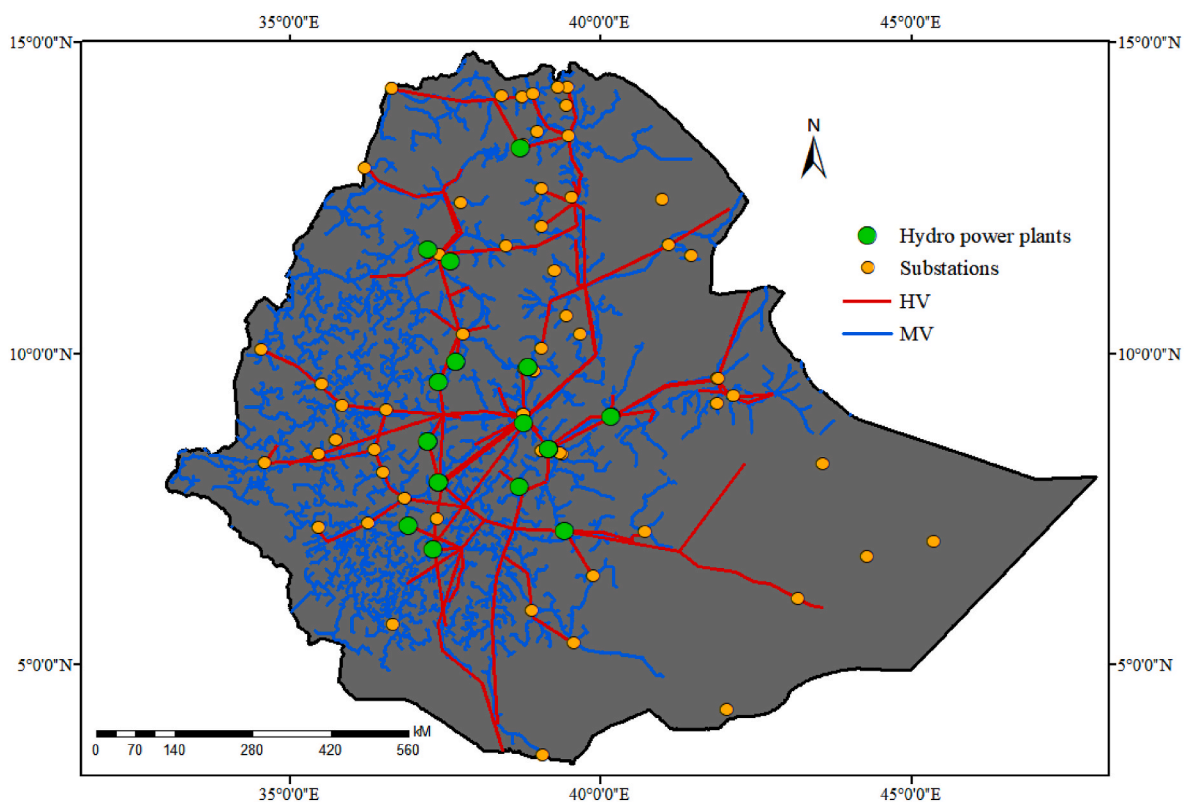 35°0'0"E 40°0'0"E 45°0'0"E
15°0'0"N 15°0'0"N
N
Hydro power plants
Substations
HV
MV
10°0'0"N 10°0'0"N
5°0'0"N 5°0'0"N
kM
0 70 140 280 420 560
35°0'0"E 40°0'0"E 45°0'0"E